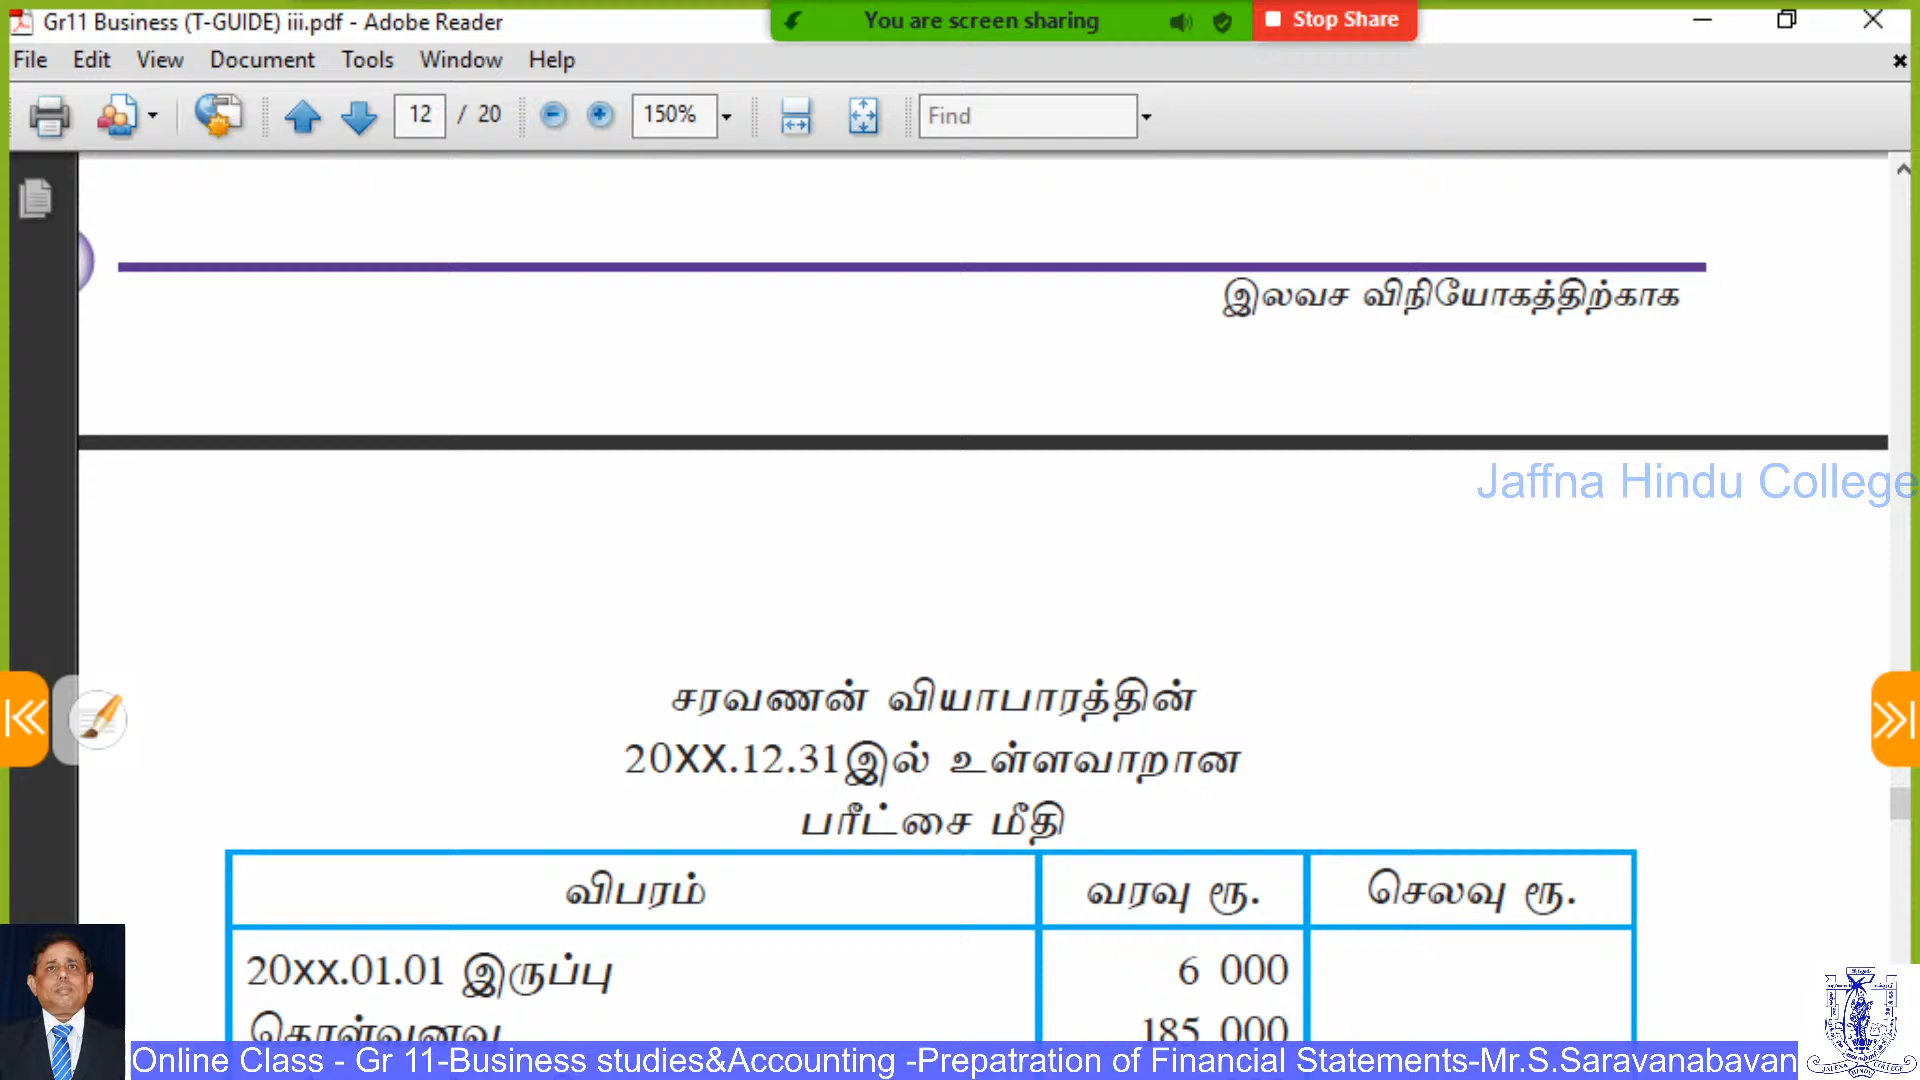 Gr11 Business (T-GUIDE) iii.pdf - Adobe Reader
You are screen sharing
Stop Share
File Edit View Document Tools Window Help
12 / 20
150%
Find
இலவச விநியோகத்திற்காக
Jaffna Hindu College
சரவணன் வியாபாரத்தின்
20XX.12.31இல் உள்ளவாறான
பரீட்சை மீதி
விபரம் வரவு ரூ. செலவு ரூ.
20xx.01.01 இருப்பு 6 000
கொள்வனவு 185 000
Online Class - Gr 11-Business studies&Accounting -Prepatration of Financial Statements-Mr.S.Saravanabavan